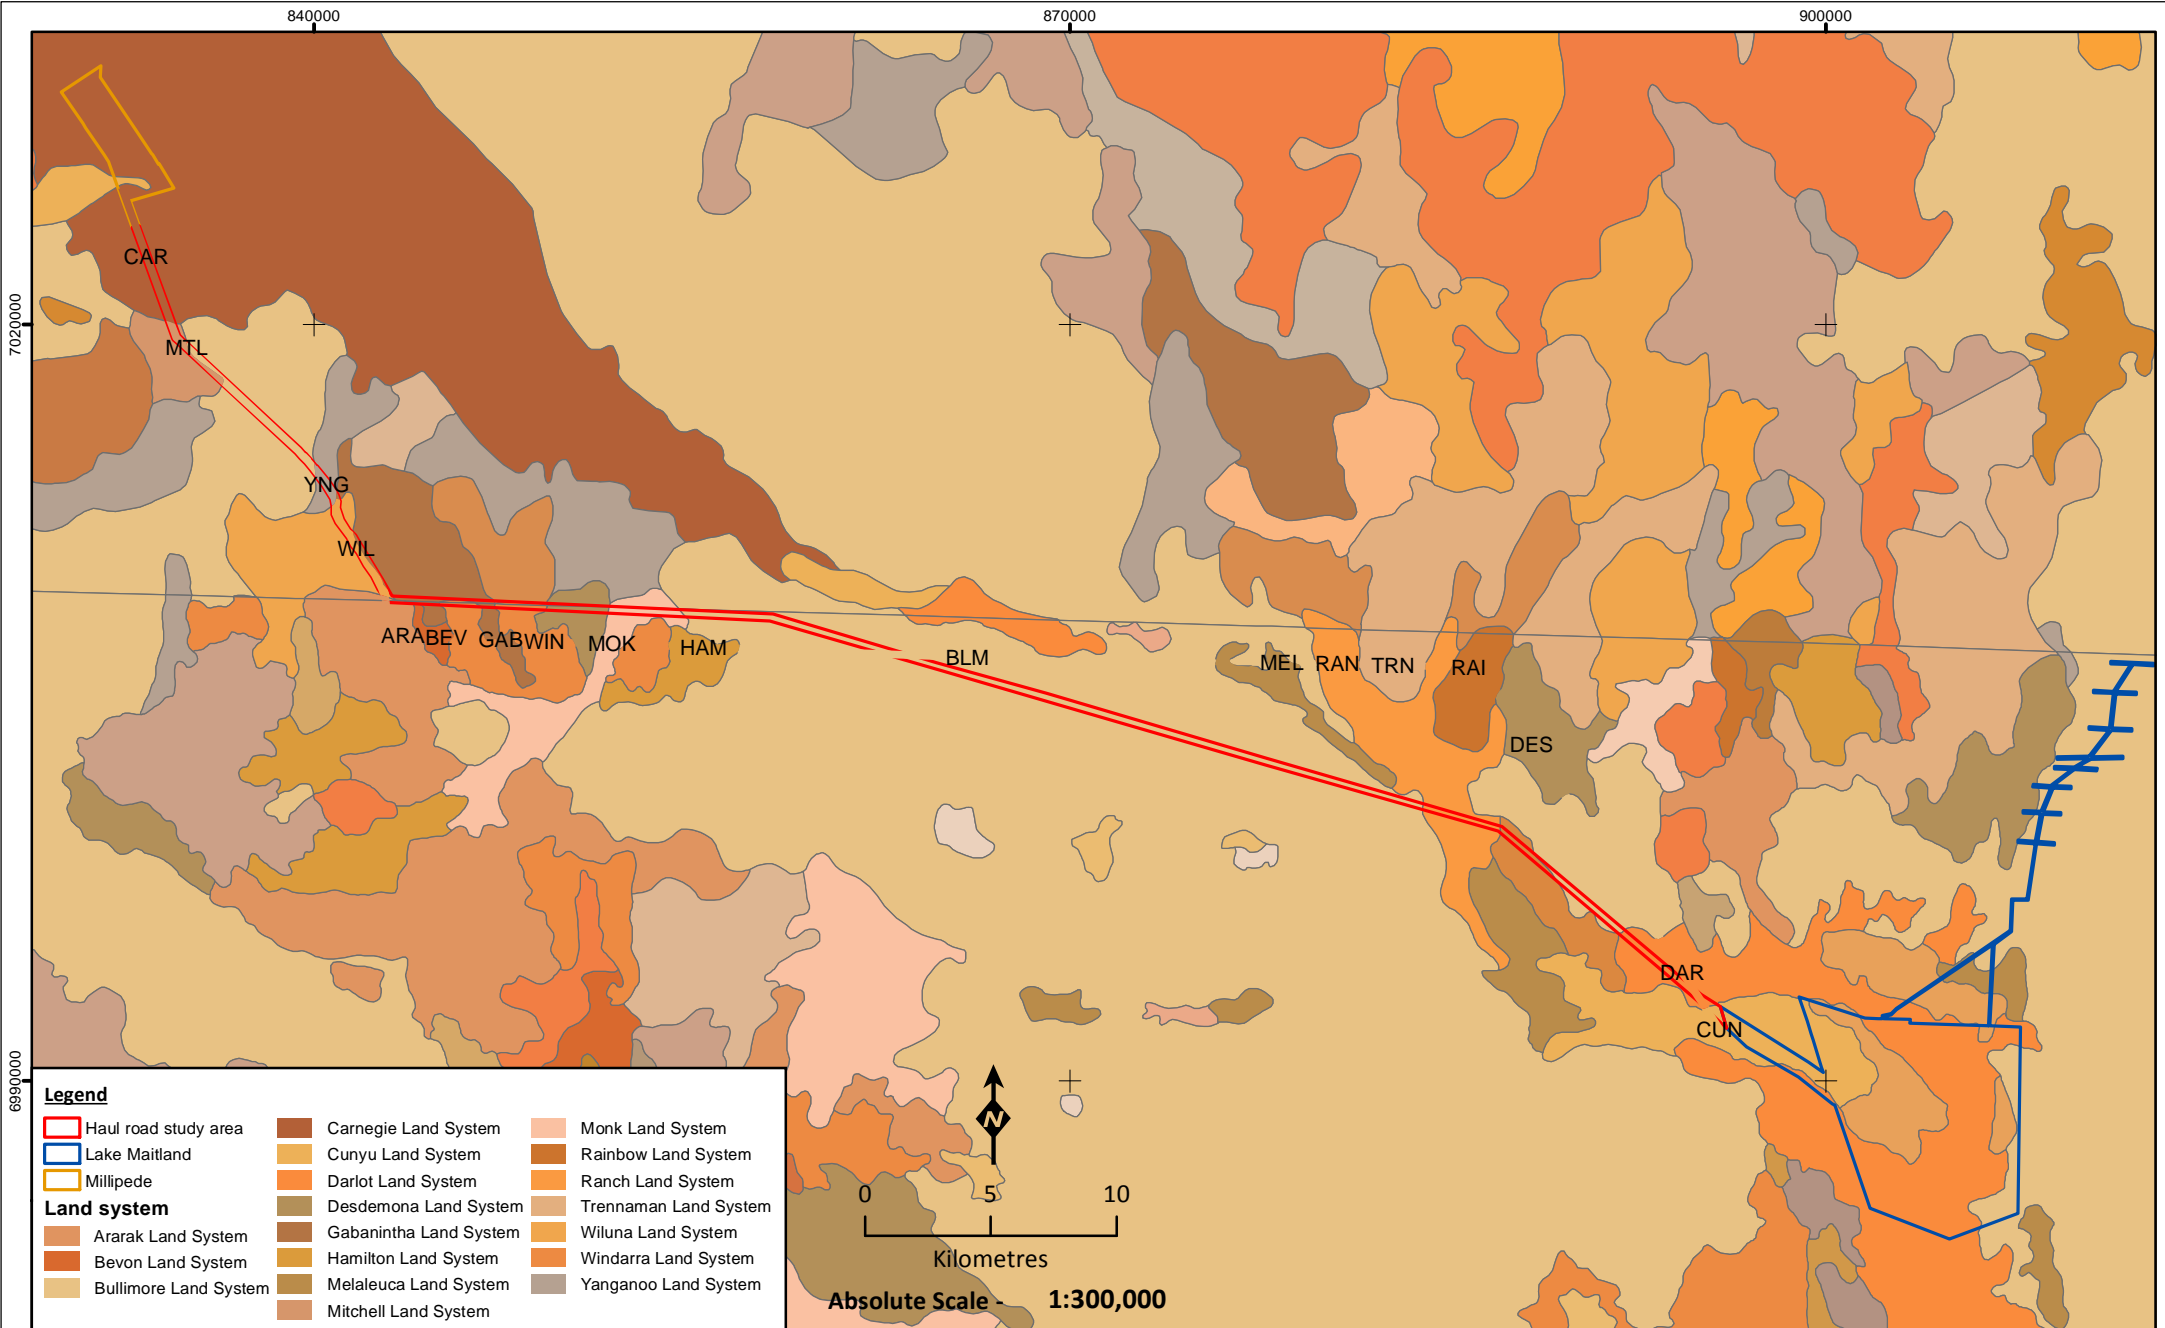 840000 870000 900000
7020000
6990000
CAR
MTL
YNG
WIL
ARA BEV GAB WIN MOK HAM BLM MEL RAN TRN RAI
DES
DAR
CUN
Legend
Haul road study area
Lake Maitland
Millipede
Land system
Ararak Land System
Bevon Land System
Bullimore Land System
Carnegie Land System
Cunyu Land System
Darlot Land System
Desdemona Land System
Gabanintha Land System
Hamilton Land System
Melaleuca Land System
Mitchell Land System
Monk Land System
Rainbow Land System
Ranch Land System
Trennaman Land System
Wiluna Land System
Windarra Land System
Yanganoo Land System
N
0 5 10
Kilometres
Absolute Scale - 1:300,000